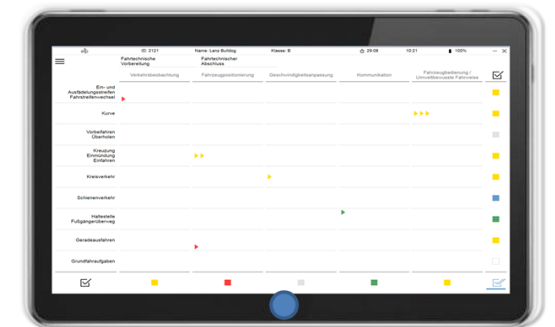 ID: 2121 Name: Lans Bulldog Klasse: B 29:09 10:21 100%
Fahrtechnische Vorbereitung
Fahrtechnischer Abschluss
Verkehrsbeobachtung Fahrzeugpositionierung Geschwindigkeitsanpassung Kommunikation Fahrzeugbedienung /
Umweltbewusste Fahrweise
Ein- und
Ausfädelungsstreifen
Fahrstreifenwechsel
Kurve
Vorbeifahren
Überholen
Kreuzung
Einmündung
Einfahren
Kreisverkehr
Schienenverkehr
Haltestelle
Fußgängerüberweg
Geradeausfahren
Grundfahraufgaben